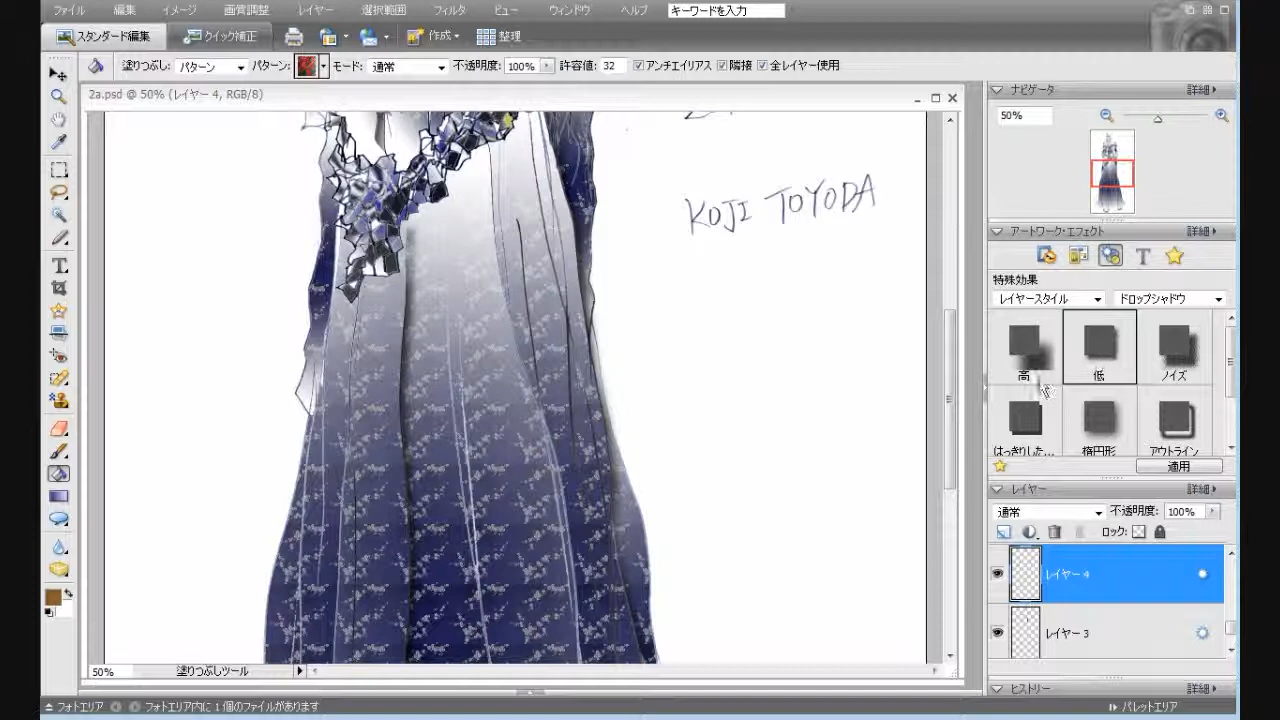 ファイル 編集 イメージ 画質調整 レイヤー 選択範囲 フィルタ ビュー ウィンドウ ヘルプ キーワードを入力
スタンダード編集 クイック補正 作成 整理
塗りつぶし: パターン パターン: モード: 通常 不透明度: 100% 許容値: 32 アンチエイリアス 隣接 全レイヤー使用
2a.psd @ 50% (レイヤー 4, RGB/8)
KOJI TOYODA
50% 塗りつぶしツール
ナビゲータ 詳細
50%
アートワーク・エフェクト 詳細
特殊効果
レイヤースタイル ドロップシャドウ
高 低 ノイズ
はっきりした... 楕円形 アウトライン
適用
レイヤー 詳細
通常 不透明度: 100%
ロック:
レイヤー 4
レイヤー 3
ヒストリー 詳細
フォトエリア フォトエリア内に 1 個のファイルがあります パレットエリア